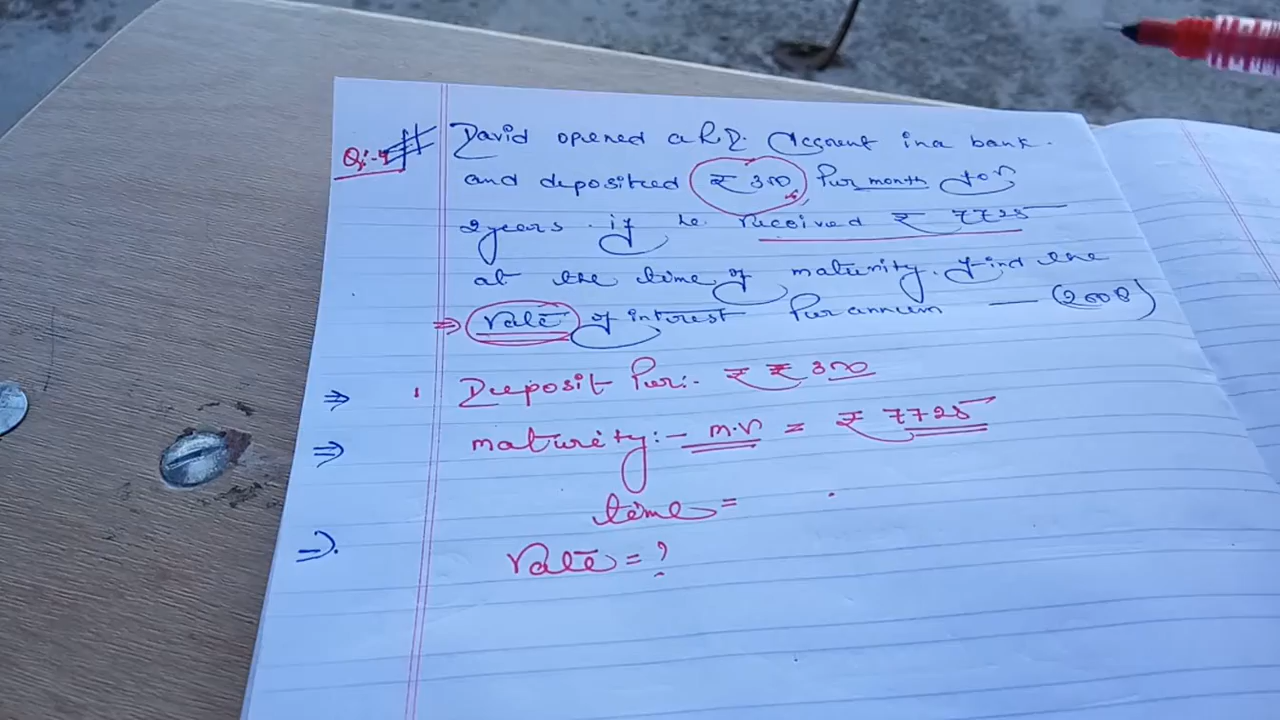 Q:-4 David opened a R.D. Account in a bank.
and deposited ₹ 300 Per month for
2 years. if he. received ₹ 7725
at the time of maturity. find the
⇒ rate of interest Per annum — (2008)
⇒ Deposit Per:- ₹ ₹ 300
⇒ maturity:- m.v = ₹ 7725
time =
⇒. Rate = ?